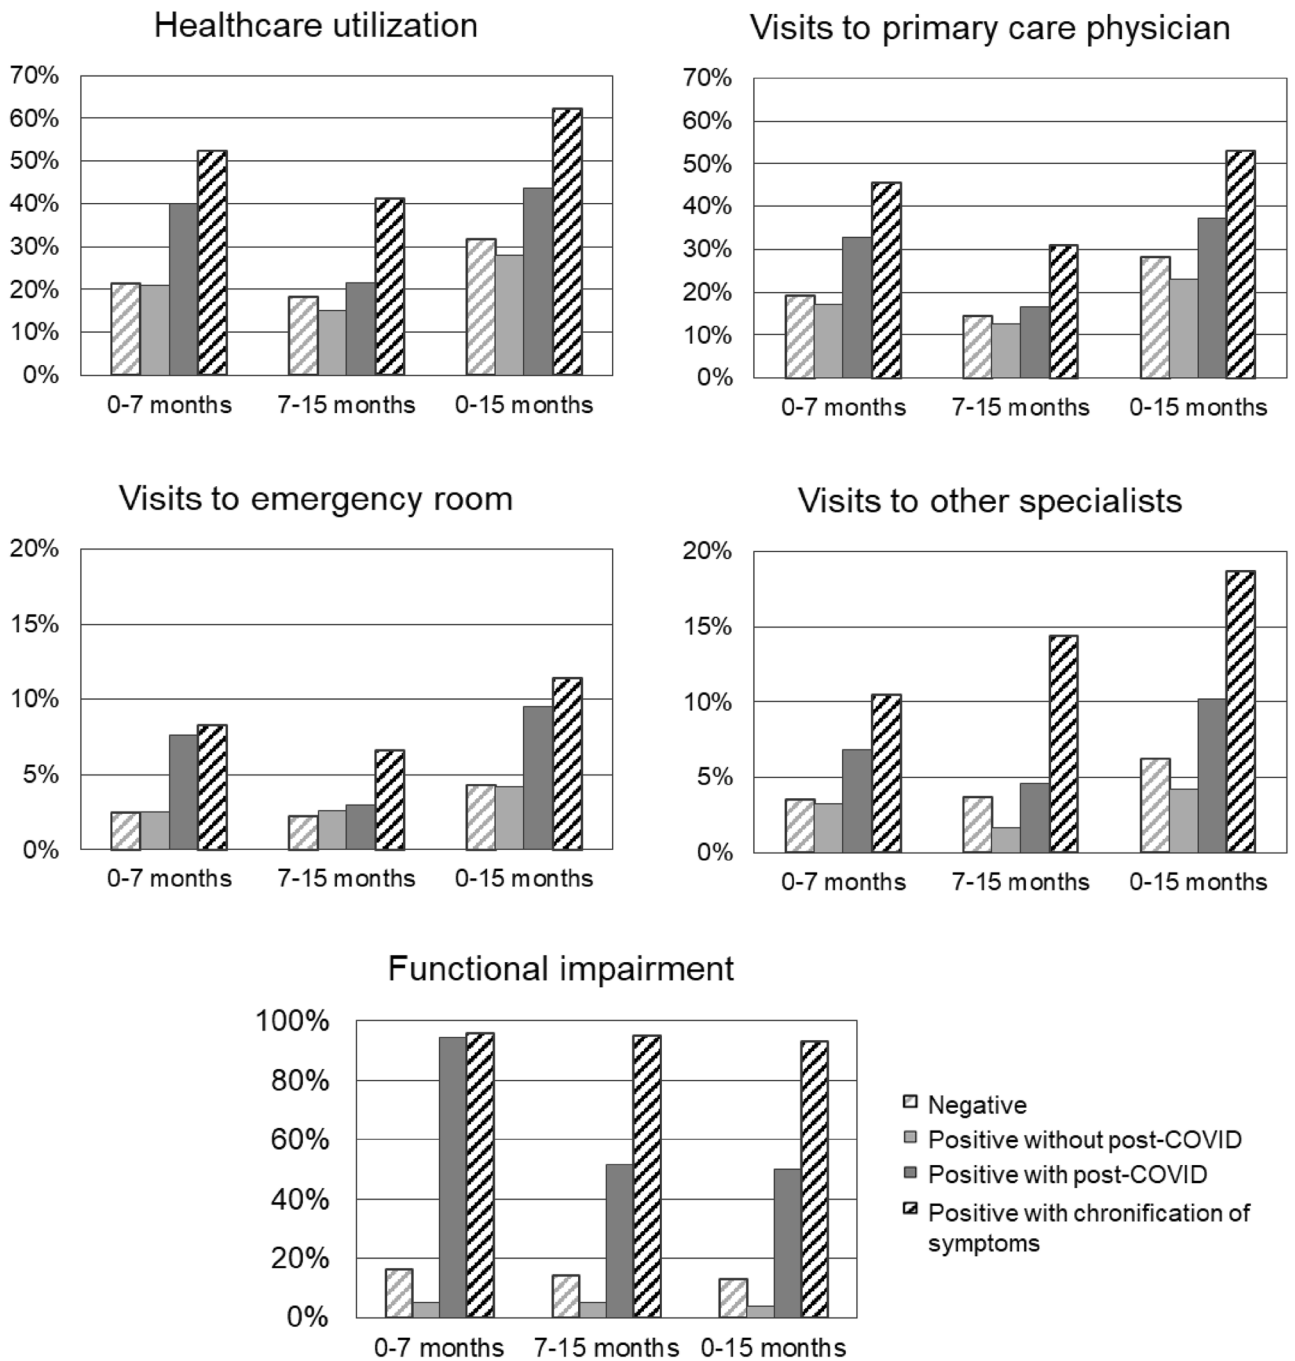 Healthcare utilization
70%
60%
50%
40%
30%
20%
10%
0%
0-7 months
7-15 months
0-15 months
Visits to primary care physician
70%
60%
50%
40%
30%
20%
10%
0%
0-7 months
7-15 months
0-15 months
Visits to emergency room
20%
15%
10%
5%
0%
0-7 months
7-15 months
0-15 months
Visits to other specialists
20%
15%
10%
5%
0%
0-7 months
7-15 months
0-15 months
Functional impairment
100%
80%
60%
40%
20%
0%
0-7 months
7-15 months
0-15 months
Negative
Positive without post-COVID
Positive with post-COVID
Positive with chronification of
symptoms